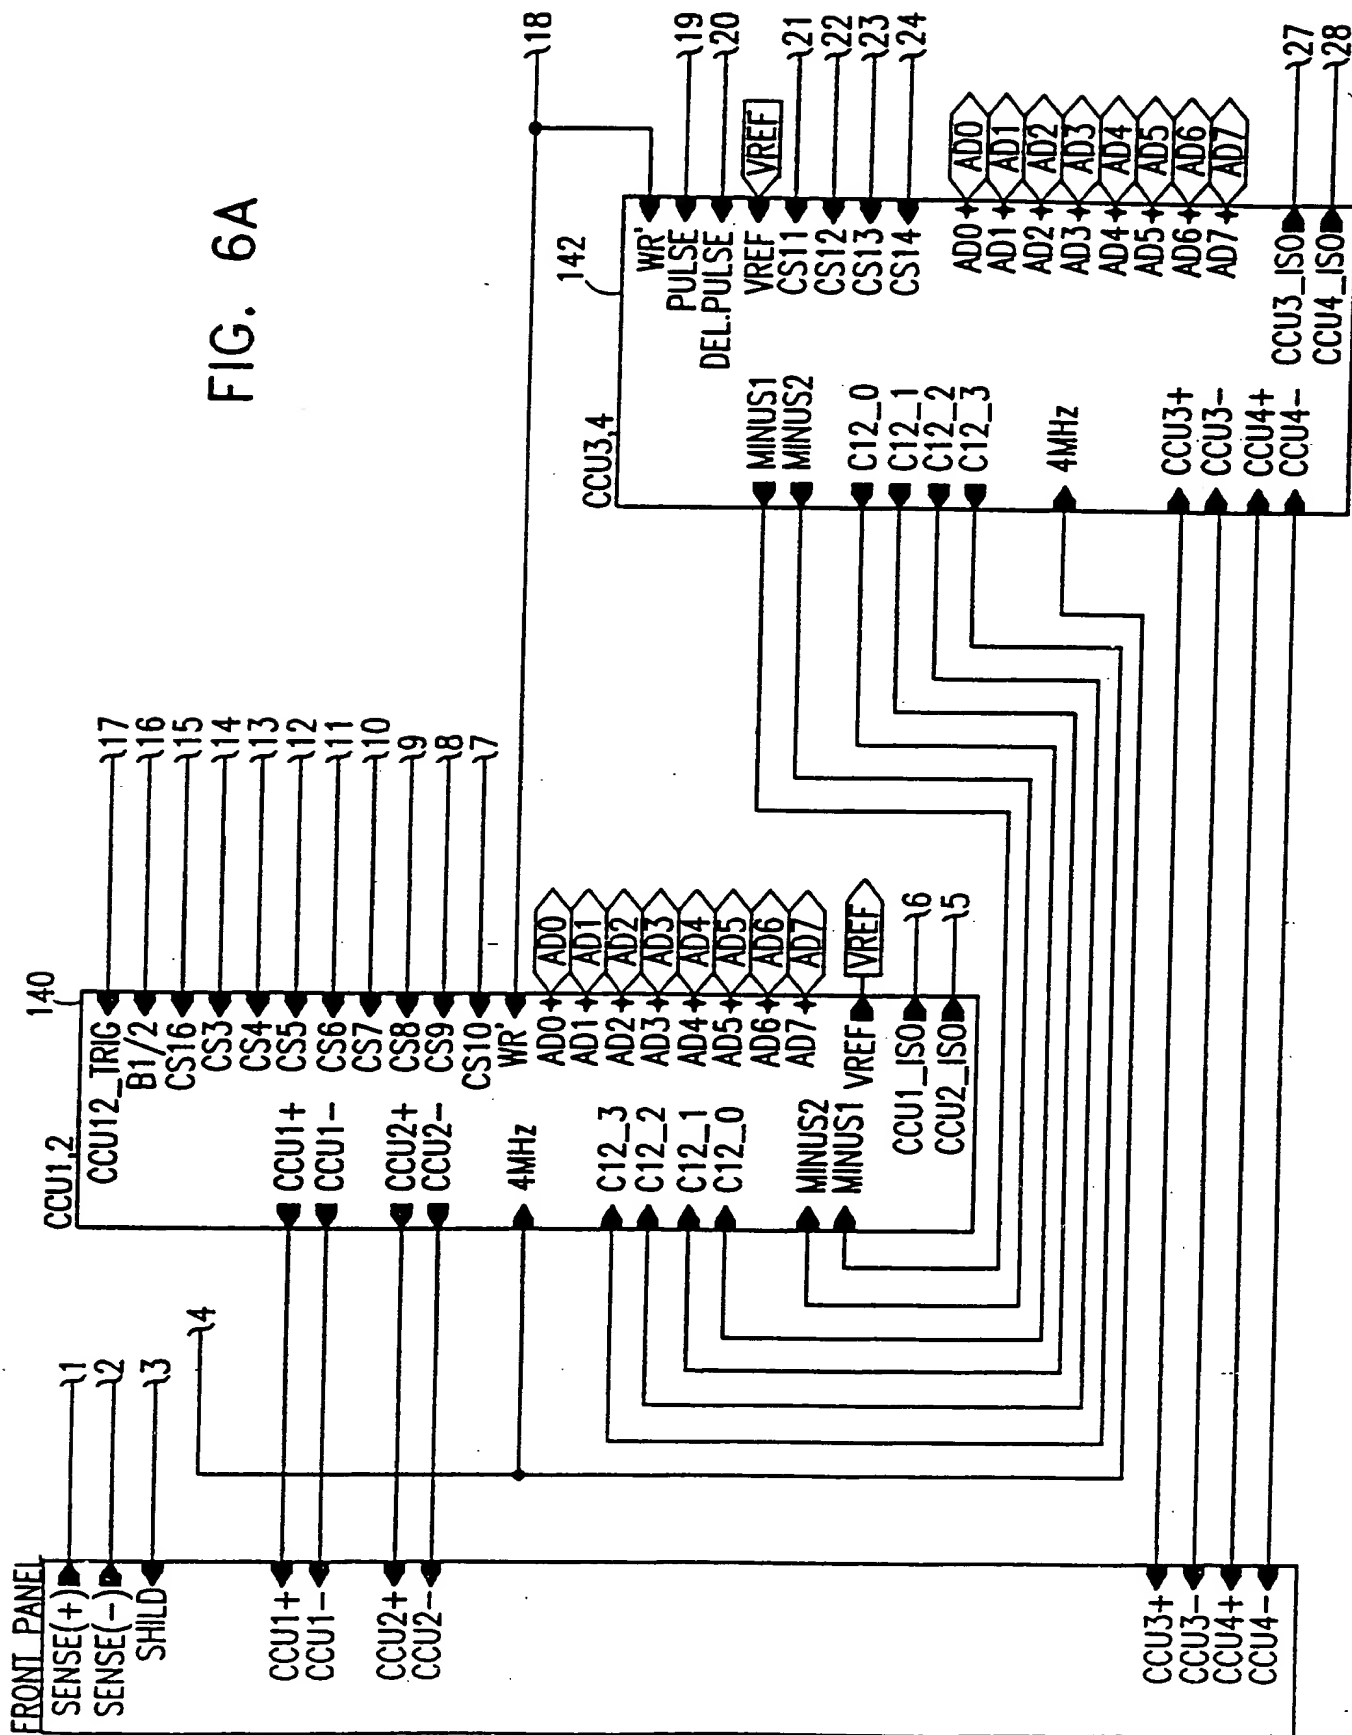 FIG. 6A
FRONT PANEL
SENSE(+)
SENSE(-)
SHILD
CCU1+
CCU1-
CCU2+
CCU2-
CCU3+
CCU3-
CCU4+
CCU4-
1
2
3
4
CCU1,2
140
CCU12_TRIG
B1/2
CS16
CS3
CS4
CS5
CS6
CS7
CS8
CS9
CS10
WR'
AD0
AD1
AD2
AD3
AD4
AD5
AD6
AD7
VREF
CCU1_ISO
CCU2_ISO
CCU1+
CCU1-
CCU2+
CCU2-
4MHz
C12_3
C12_2
C12_1
C12_0
MINUS2
MINUS1
17
16
15
14
13
12
11
10
9
8
7
AD0
AD1
AD2
AD3
AD4
AD5
AD6
AD7
VREF
6
5
CCU3,4
142
WR'
PULSE
DEL.PULSE
VREF
CS11
CS12
CS13
CS14
AD0
AD1
AD2
AD3
AD4
AD5
AD6
AD7
CCU3_ISO
CCU4_ISO
MINUS1
MINUS2
C12_0
C12_1
C12_2
C12_3
4MHz
CCU3+
CCU3-
CCU4+
CCU4-
18
19
20
VREF
21
22
23
24
AD0
AD1
AD2
AD3
AD4
AD5
AD6
AD7
27
28